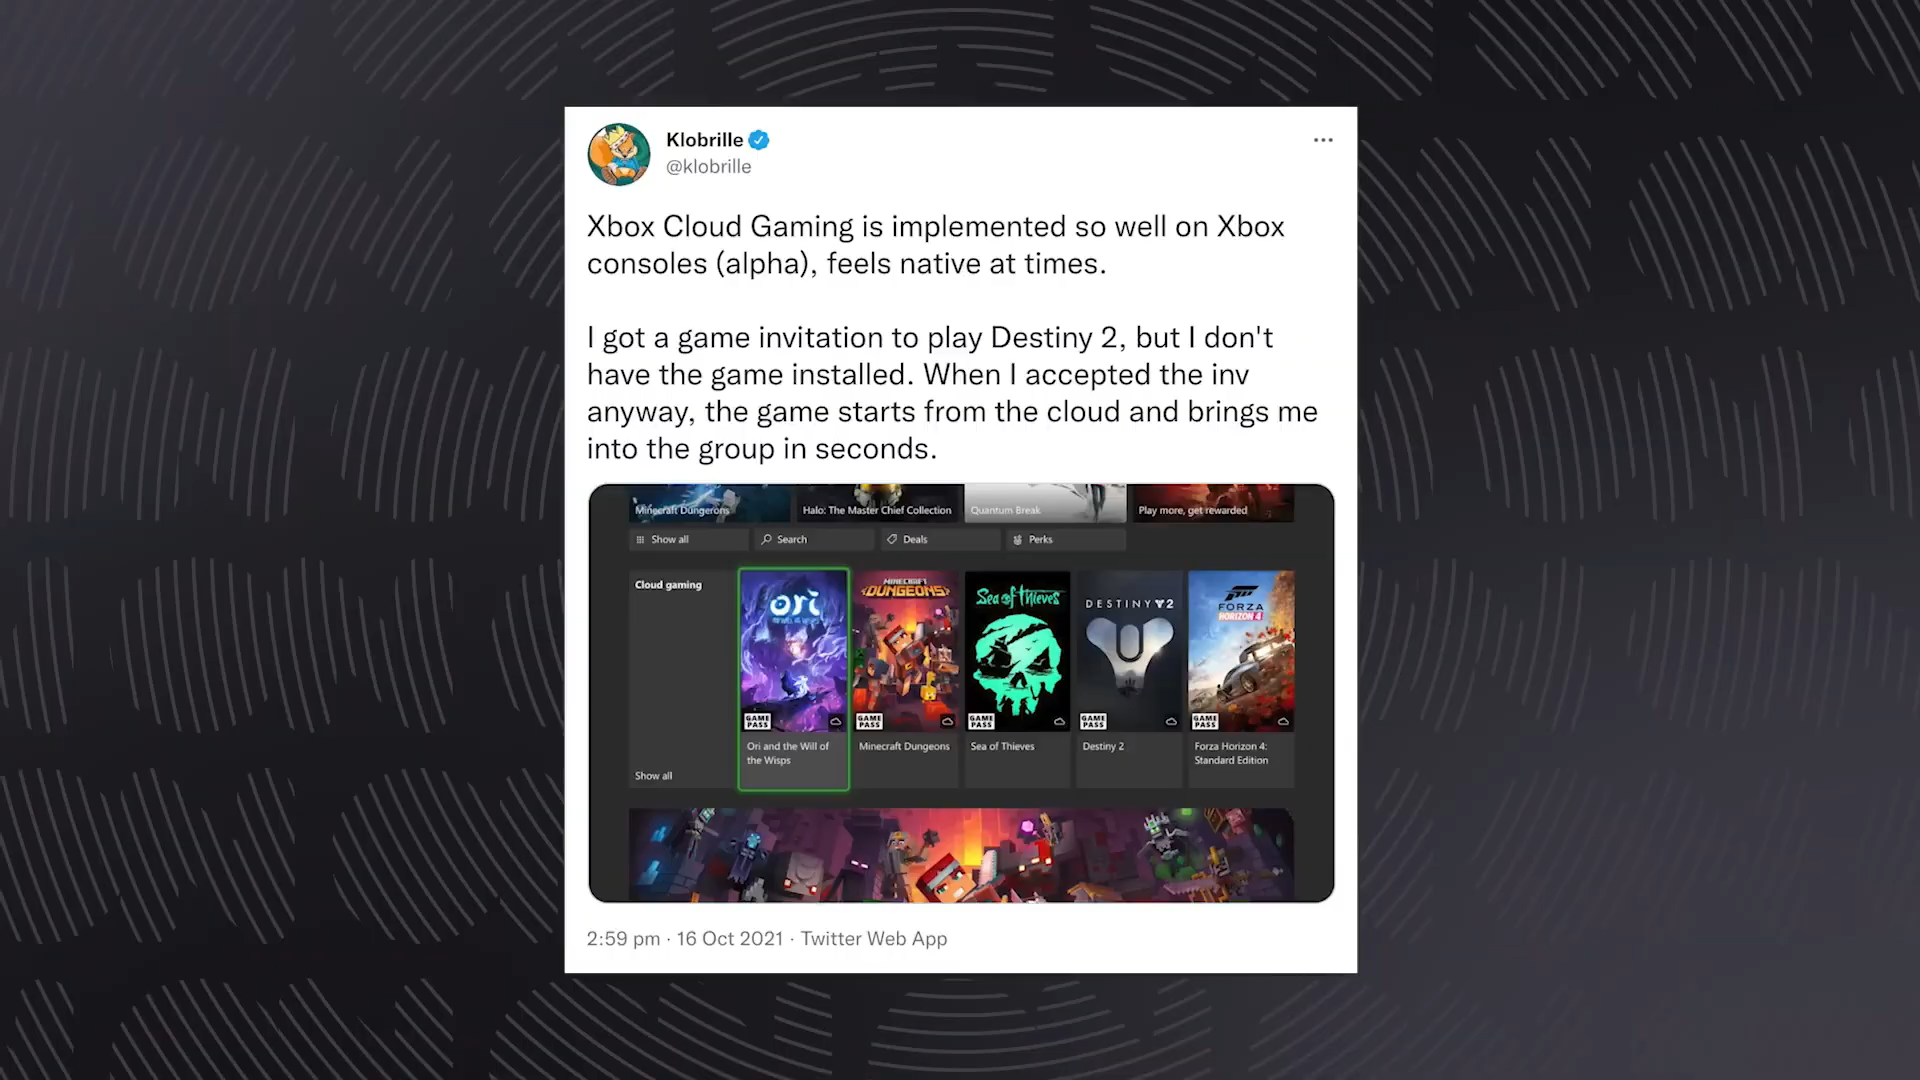 Klobrille
@klobrille
Xbox Cloud Gaming is implemented so well on Xbox
consoles (alpha), feels native at times.
I got a game invitation to play Destiny 2, but I don't
have the game installed. When I accepted the inv
anyway, the game starts from the cloud and brings me
into the group in seconds.
Minecraft Dungeons
Halo: The Master Chief Collection
Quantum Break
Play more, get rewarded
Show all
Search
Deals
Perks
Cloud gaming
Show all
ori
GAME
PASS
Ori and the Will of
the Wisps
MINECRAFT
DUNGEONS
GAME
PASS
Minecraft Dungeons
Sea of Thieves
GAME
PASS
Sea of Thieves
DESTINY 2
GAME
PASS
Destiny 2
FORZA
HORIZON 4
GAME
PASS
Forza Horizon 4:
Standard Edition
2:59 pm · 16 Oct 2021 · Twitter Web App